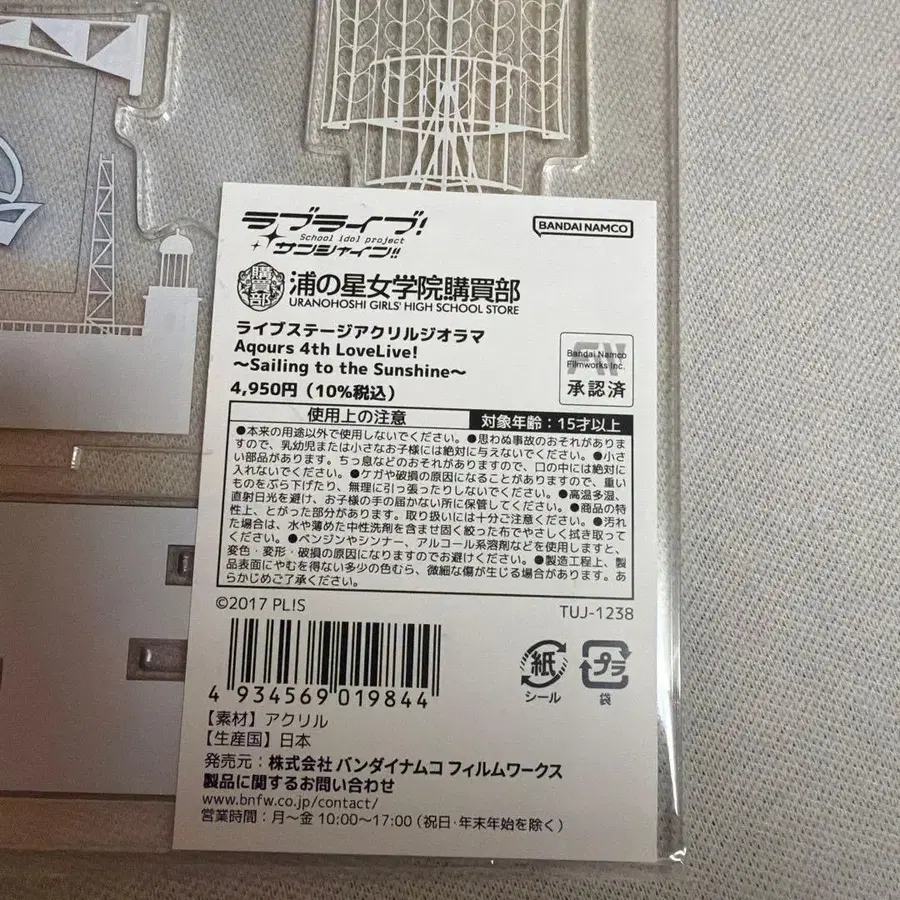 ラブライブ!
School idol project
サンシャイン!!
BANDAI NAMCO
購買部
浦の星女学院購買部
URANOHOSHI GIRLS' HIGH SCHOOL STORE
ライブステージアクリルジオラマ
Aqours 4th LoveLive!
〜Sailing to the Sunshine〜
4,950円（10%税込）
FW
Bandai Namco
Filmworks Inc.
承認済
使用上の注意
対象年齢：15才以上
●本来の用途以外で使用しないでください。●思わぬ事故のおそれがありま
すので、乳幼児または小さなお子様には絶対に与えないでください。●小さ
い部品があります。ちっ息などのおそれがありますので、口の中には絶対に
入れないでください。●ケガや破損の原因になることがありますので、重い
ものをぶら下げたり、無理に引っ張ったりしないでください。●高温多湿、
直射日光を避け、お子様の手の届かない所に保管してください。●商品の特
性上、とがった部分があります。取り扱いには十分ご注意ください。●汚れ
た場合は、水や薄めた中性洗剤を含ませ固く絞った布でやさしく拭き取って
ください。●ベンジンやシンナー、アルコール系溶剤などを使用しますと、
変色・変形・破損の原因になりますのでお避けください。●製造工程上、製
品表面にやむを得ない多少の色むら、微細な傷が生じる場合があります。あ
らかじめご了承ください。
©2017 PL!S
TUJ-1238
4 934569 019844
紙
シール
プラ
袋
【素材】アクリル
【生産国】日本
発売元：株式会社 バンダイナムコ フィルムワークス
製品に関するお問い合わせ
www.bnfw.co.jp/contact/
営業時間：月〜金 10:00〜17:00（祝日・年末年始を除く）